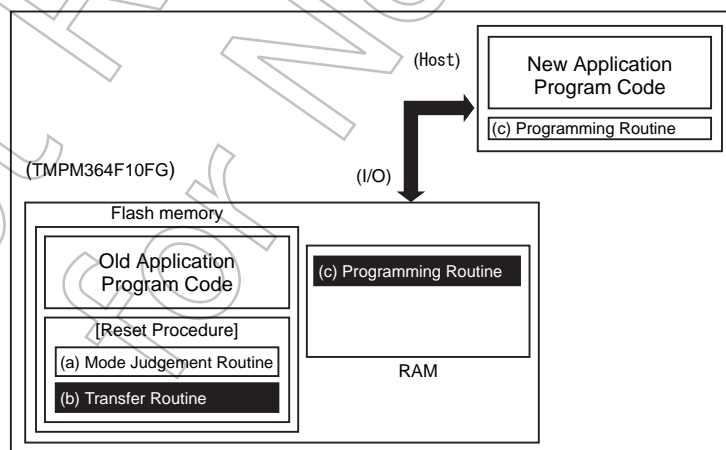 (Host)
New Application
Program Code
(c) Programming Routine
(TMPM364F10FG)
(I/O)
Flash memory
Old Application
Program Code
[Reset Procedure]
(a) Mode Judgement Routine
(b) Transfer Routine
(c) Programming Routine
RAM